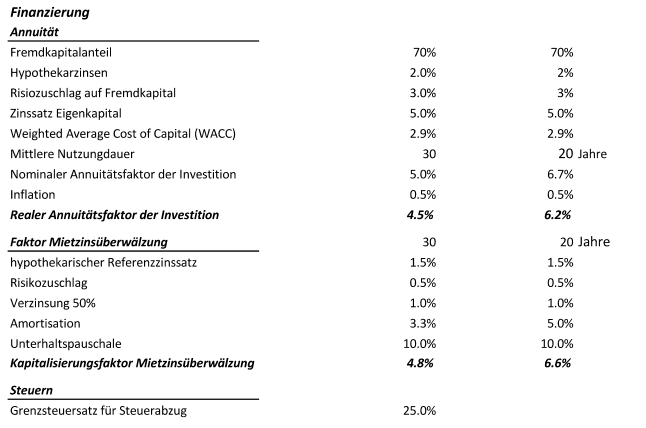 Finanzierung
Annuität
Fremdkapitalanteil 70% 70%
Hypothekarzinsen 2.0% 2%
Risiozuschlag auf Fremdkapital 3.0% 3%
Zinssatz Eigenkapital 5.0% 5.0%
Weighted Average Cost of Capital (WACC) 2.9% 2.9%
Mittlere Nutzungdauer 30 20 Jahre
Nominaler Annuitätsfaktor der Investition 5.0% 6.7%
Inflation 0.5% 0.5%
Realer Annuitätsfaktor der Investition 4.5% 6.2%
Faktor Mietzinsüberwälzung 30 20 Jahre
hypothekarischer Referenzzinssatz 1.5% 1.5%
Risikozuschlag 0.5% 0.5%
Verzinsung 50% 1.0% 1.0%
Amortisation 3.3% 5.0%
Unterhaltspauschale 10.0% 10.0%
Kapitalisierungsfaktor Mietzinsüberwälzung 4.8% 6.6%
Steuern
Grenzsteuersatz für Steuerabzug 25.0%